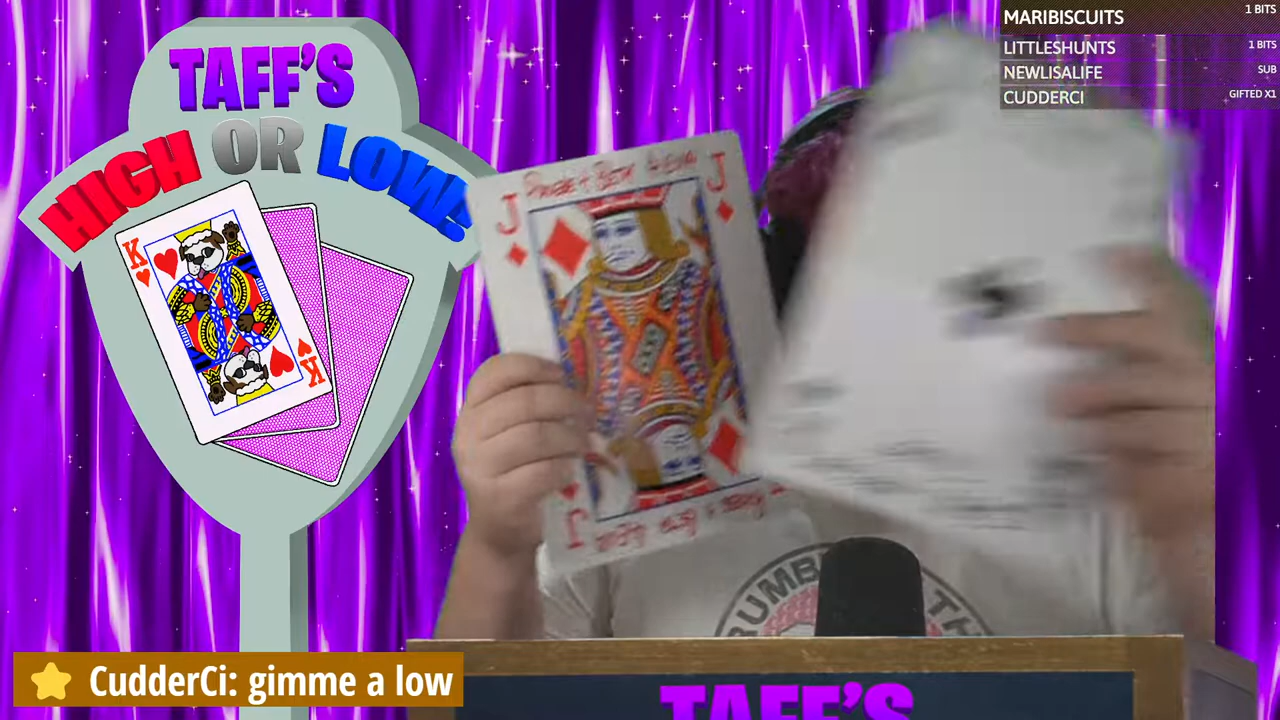 TAFF'S
HIGH OR LOW!
K
K
J
J
J
MARIBISCUITS 1 BITS
LITTLESHUNTS 1 BITS
NEWLISALIFE SUB
CUDDERCI GIFTED X1
CudderCi: gimme a low
TAFF'S